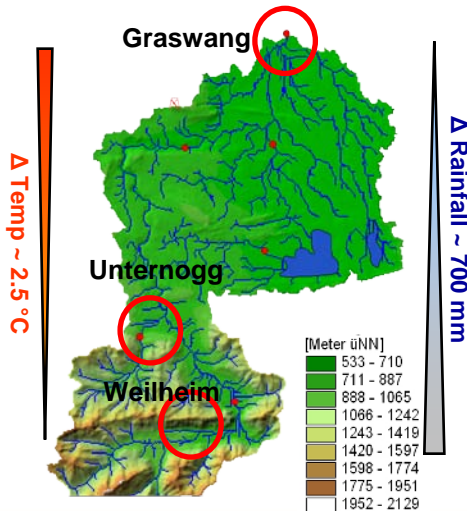 Graswang
Δ Temp ~ 2.5 °C
Δ Rainfall ~ 700 mm
Unternogg
Weilheim
[Meter üNN]
533 - 710
711 - 887
888 - 1065
1066 - 1242
1243 - 1419
1420 - 1597
1598 - 1774
1775 - 1951
1952 - 2129